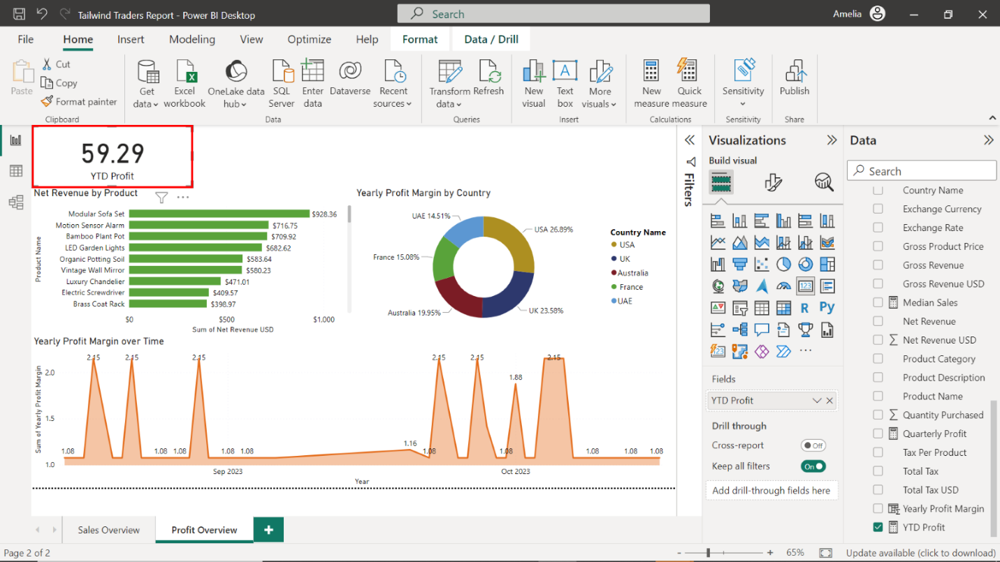 Tailwind Traders Report - Power BI Desktop
Search
Amelia
File Home Insert Modeling View Optimize Help Format Data / Drill
Paste
Cut
Copy
Format painter
Clipboard
Get data
Excel workbook
OneLake data hub
SQL Server
Enter data
Dataverse
Recent sources
Data
Transform data
Refresh
Queries
New visual
Text box
More visuals
Insert
New measure
Quick measure
Calculations
Sensitivity
Sensitivity
Publish
Share
59.29
YTD Profit
Net Revenue by Product
Product Name
Modular Sofa Set $928.36
Motion Sensor Alarm $716.75
Bamboo Plant Pot $709.92
LED Garden Lights $682.62
Organic Potting Soil $583.64
Vintage Wall Mirror $580.23
Luxury Chandelier $471.01
Electric Screwdriver $409.57
Brass Coat Rack $398.97
$0 $500 $1.000
Sum of Net Revenue USD
Yearly Profit Margin by Country
UAE 14.51%
USA 26.89%
France 15.08%
Australia 19.95%
UK 23.58%
Country Name
USA
UK
Australia
France
UAE
Yearly Profit Margin over Time
Sum of Yearly Profit Margin
2.0
1.5
1.0
2.15 2.15 2.15 2.15 2.15 2.15
1.88
1.16
1.08 1.08 1.08 1.08 1.08 1.08 1.08 1.08 1.08 1.08
Sep 2023 Oct 2023
Year
Filters
Visualizations
Build visual
123
R
Py
123
Fields
YTD Profit
Drill through
Cross-report Off
Keep all filters On
Add drill-through fields here
Data
Search
Country Name
Exchange Currency
Exchange Rate
Gross Product Price
Gross Revenue
Gross Revenue USD
Median Sales
Net Revenue
Net Revenue USD
Product Category
Product Description
Product Name
Quantity Purchased
Quarterly Profit
Tax Per Product
Total Tax
Total Tax USD
Yearly Profit Margin
YTD Profit
Sales Overview Profit Overview +
Page 2 of 2
- + 65%
Update available (click to download)